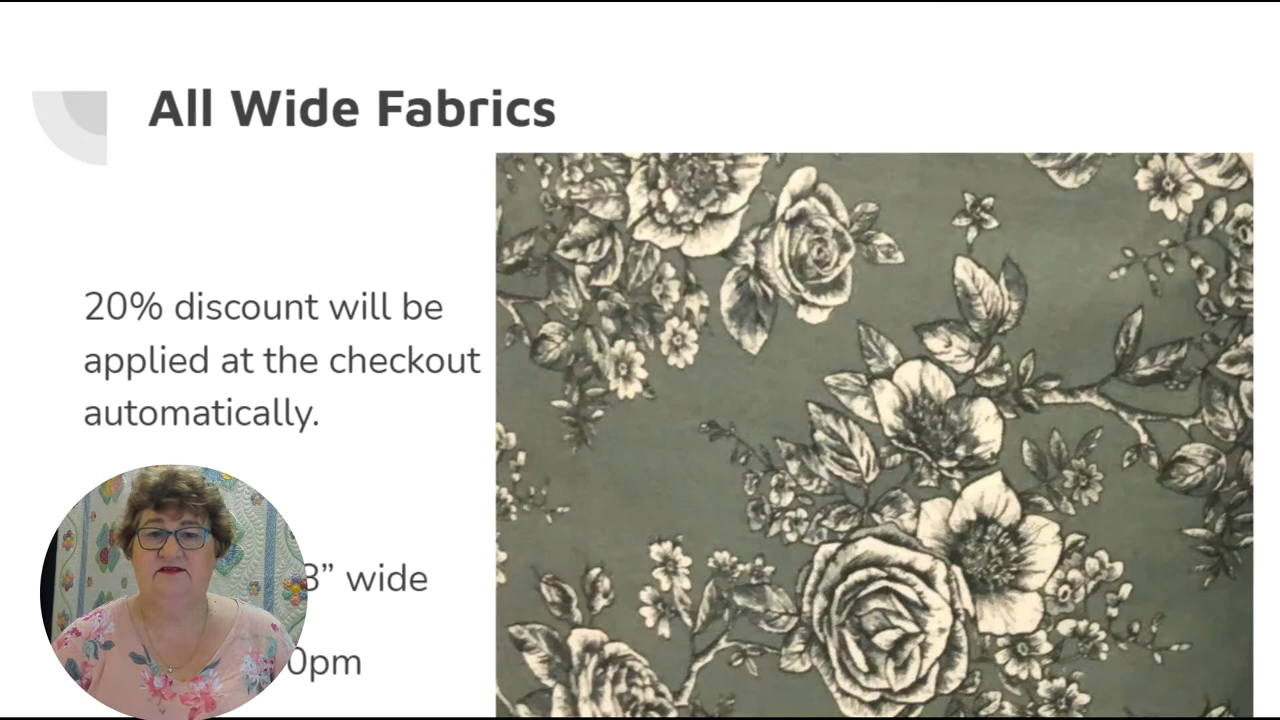 All Wide Fabrics
20% discount will be
applied at the checkout
automatically.
wide